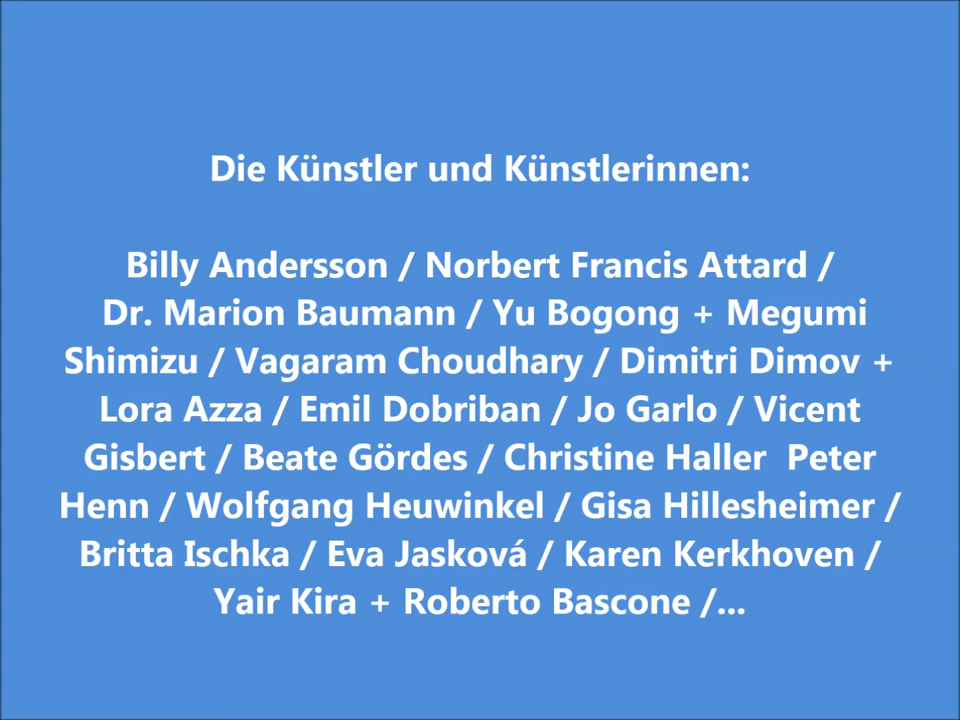 Die Künstler und Künstlerinnen:
Billy Andersson / Norbert Francis Attard /
Dr. Marion Baumann / Yu Bogong + Megumi
Shimizu / Vagaram Choudhary / Dimitri Dimov +
Lora Azza / Emil Dobriban / Jo Garlo / Vicent
Gisbert / Beate Gördes / Christine Haller  Peter
Henn / Wolfgang Heuwinkel / Gisa Hillesheimer /
Britta Ischka / Eva Jasková / Karen Kerkhoven /
Yair Kira + Roberto Bascone /...